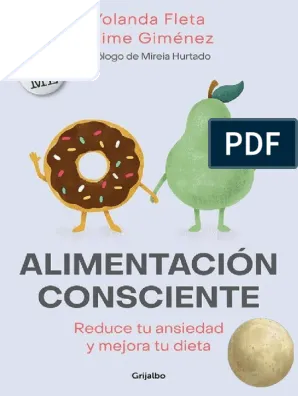 Yolanda Fleta
Jaime Giménez
Prólogo de Mireia Hurtado
PDF
ALIMENTACIÓN
CONSCIENTE
Reduce tu ansiedad
y mejora tu dieta
Grijalbo